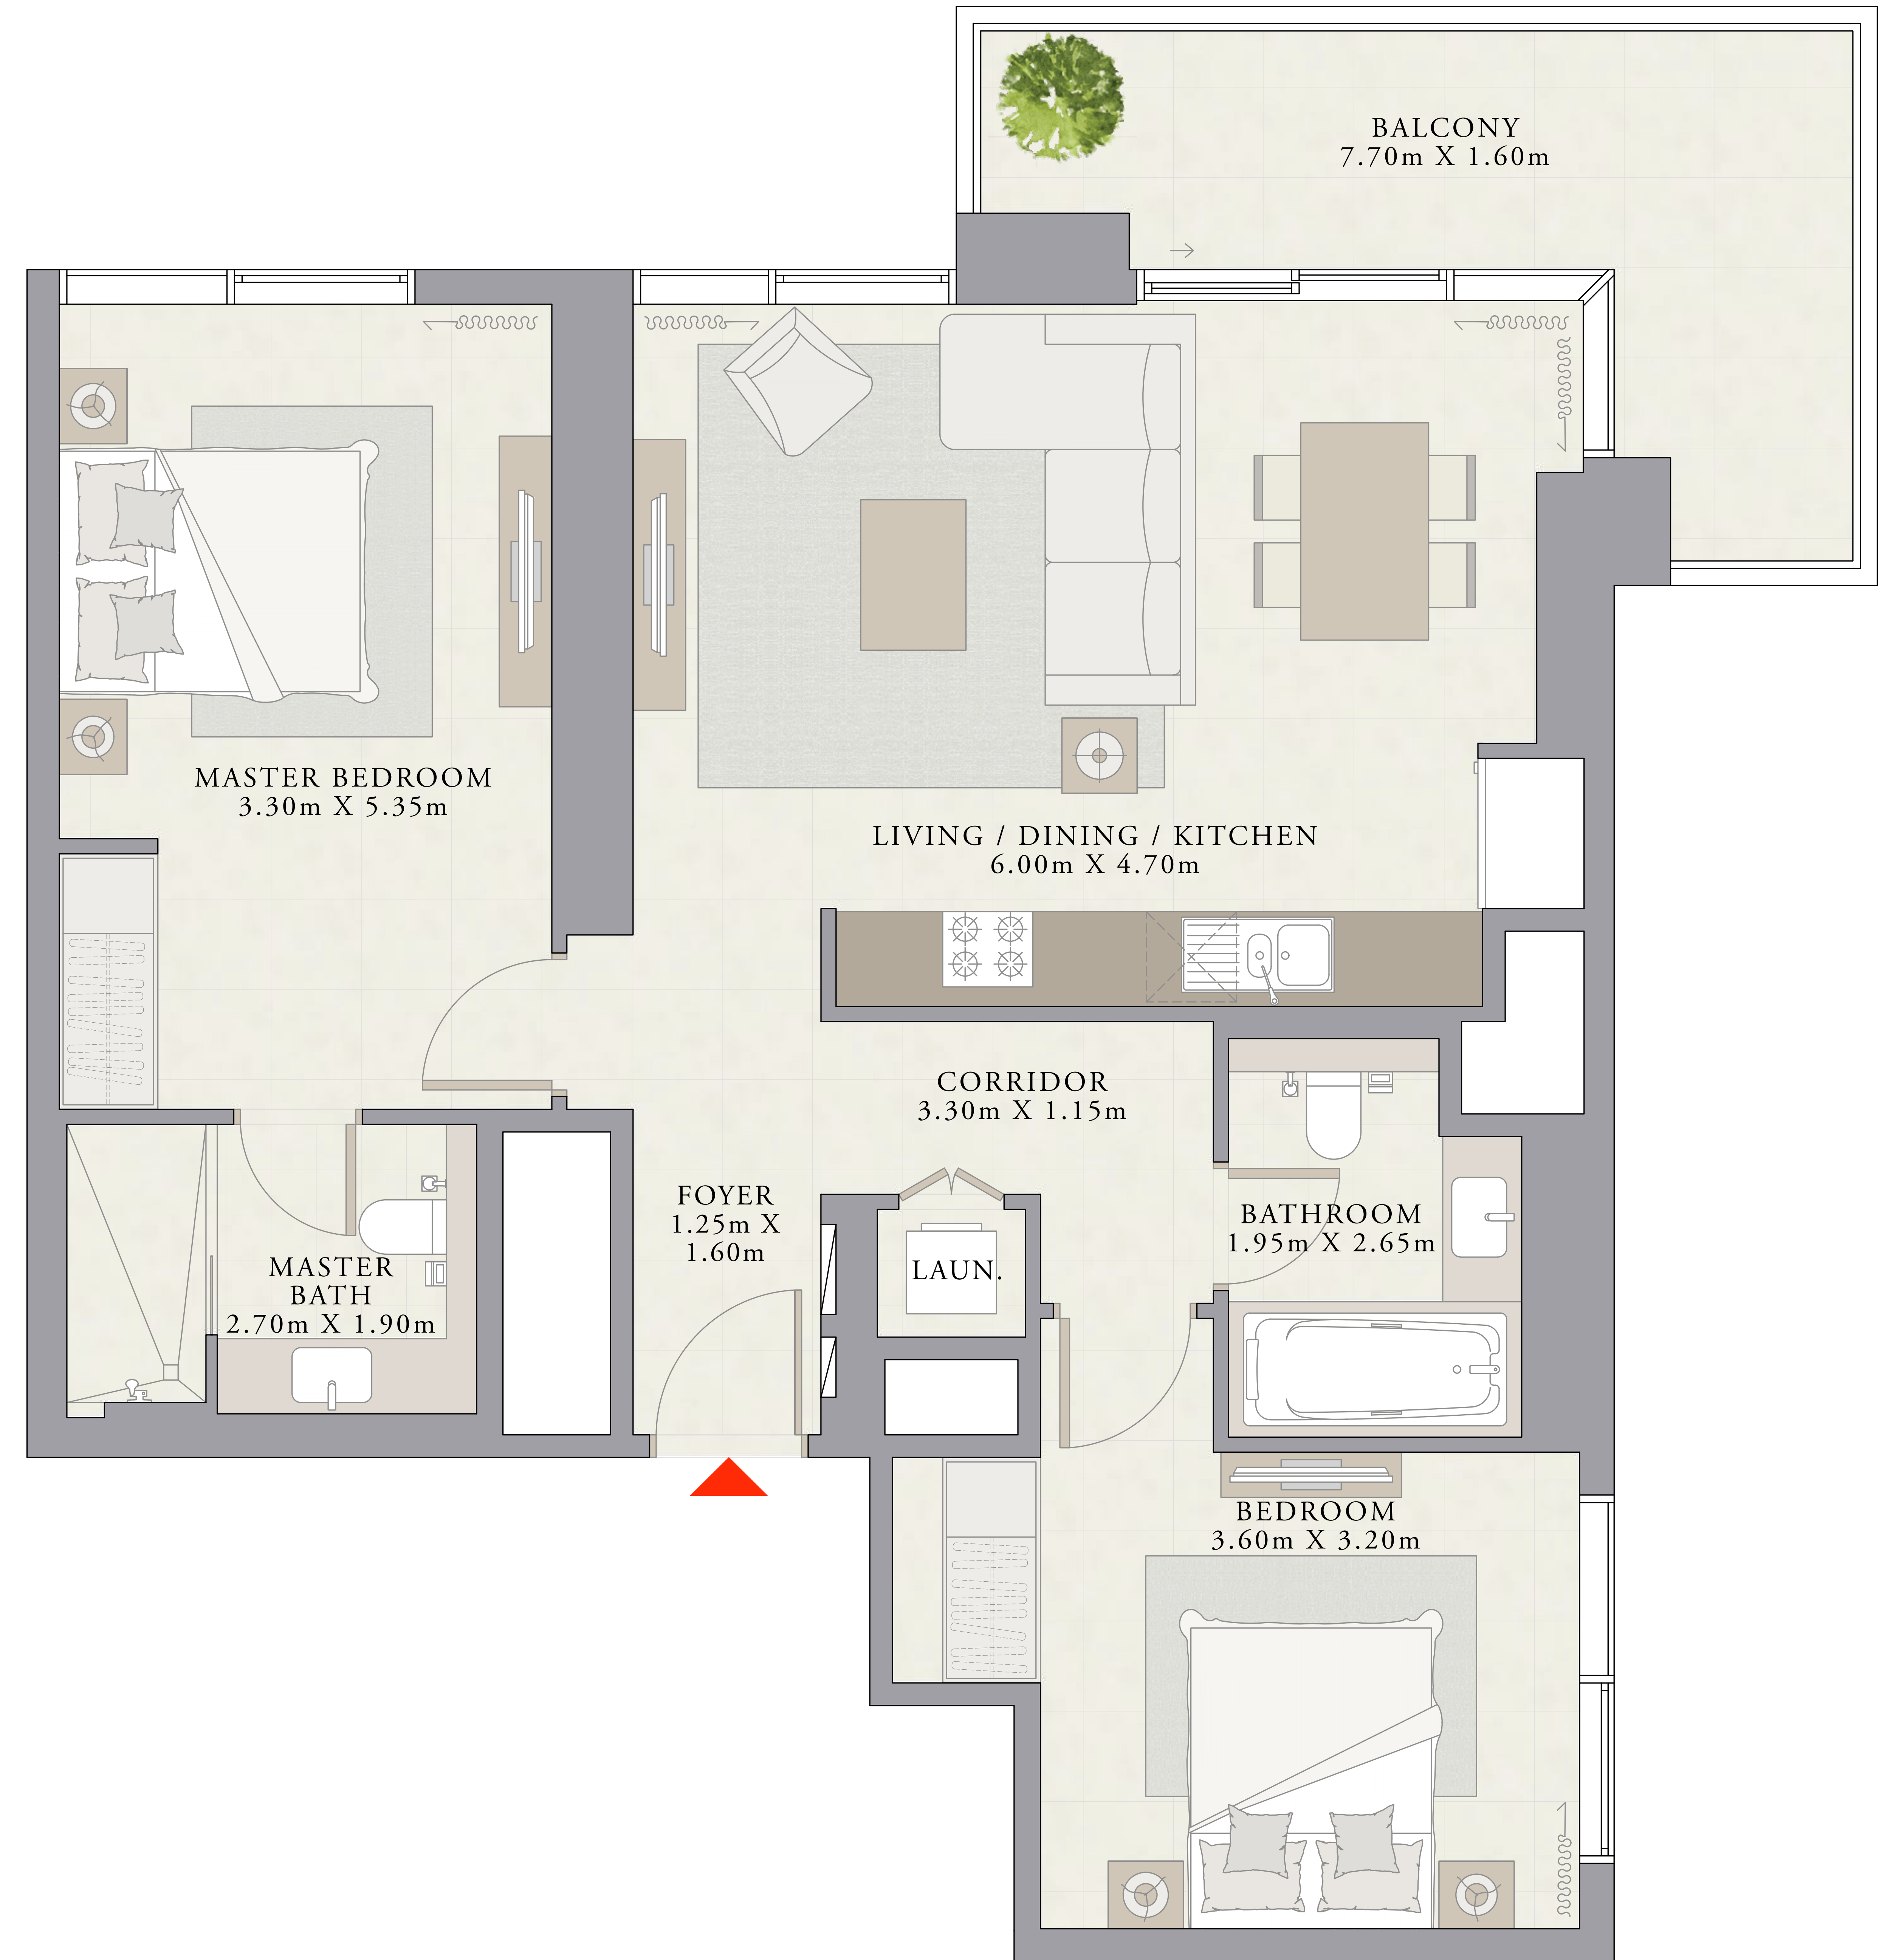 BALCONY
7.70m X 1.60m
MASTER BEDROOM
3.30m X 5.35m
LIVING / DINING / KITCHEN
6.00m X 4.70m
CORRIDOR
3.30m X 1.15m
FOYER
1.25m X
1.60m
BATHROOM
1.95m X 2.65m
MASTER
BATH
2.70m X 1.90m
LAUN.
BEDROOM
3.60m X 3.20m